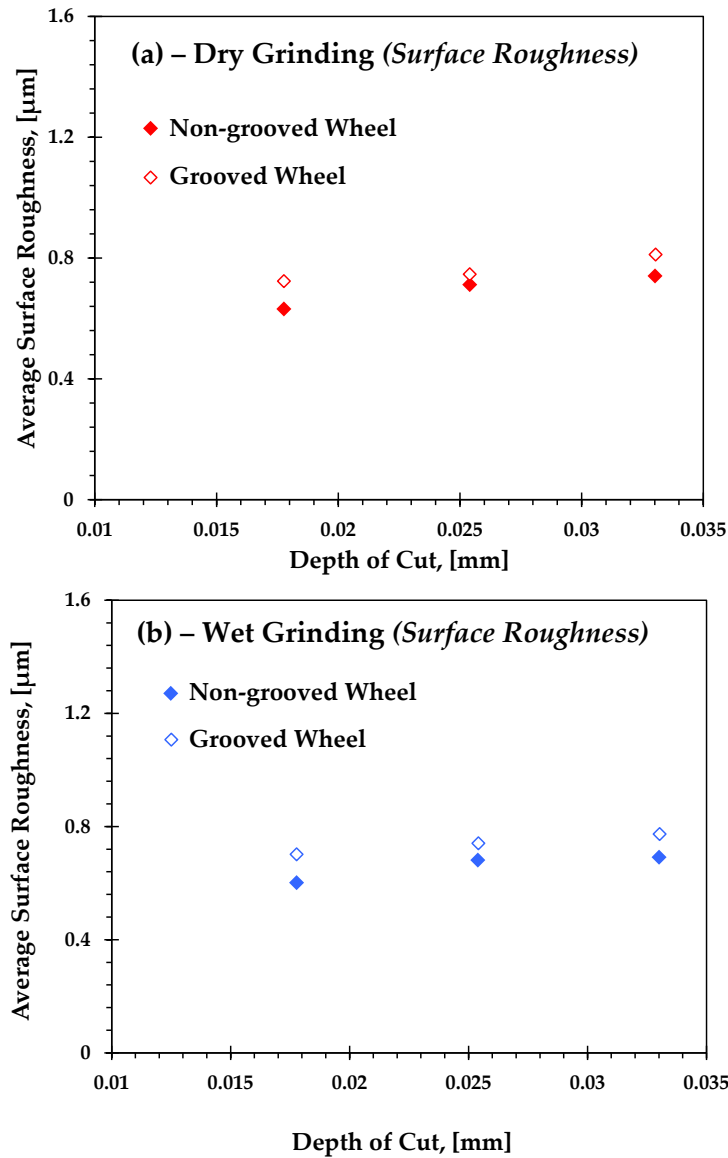 (a) – Dry Grinding (Surface Roughness)
Non-grooved Wheel
Grooved Wheel
Average Surface Roughness, [µm]
1.6
1.2
0.8
0.4
0
0.01 0.015 0.02 0.025 0.03 0.035
Depth of Cut, [mm]
(b) – Wet Grinding (Surface Roughness)
Non-grooved Wheel
Grooved Wheel
Average Surface Roughness, [µm]
1.6
1.2
0.8
0.4
0
0.01 0.015 0.02 0.025 0.03 0.035
Depth of Cut, [mm]